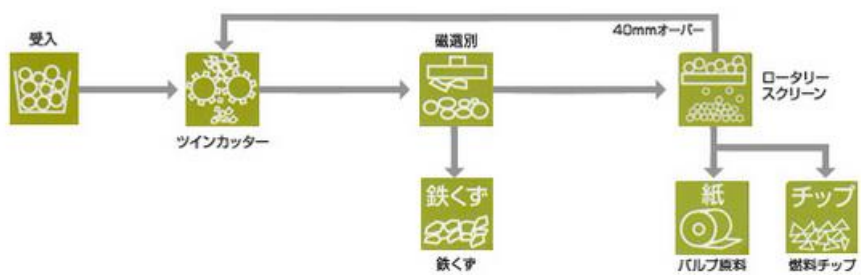 受入
ツインカッター
磁選別
40mmオーバー
ロータリー
スクリーン
鉄くず
鉄くず
紙
パルプ原料
チップ
燃料チップ